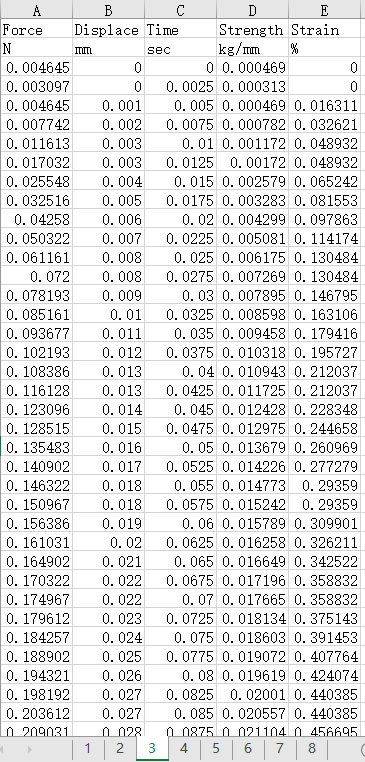 A B C D E
Force Displace Time Strength Strain
N mm sec kg/mm %
0.004645 0 0 0.000469 0
0.003097 0 0.0025 0.000313 0
0.004645 0.001 0.005 0.000469 0.016311
0.007742 0.002 0.0075 0.000782 0.032621
0.011613 0.003 0.01 0.001172 0.048932
0.017032 0.003 0.0125 0.00172 0.048932
0.025548 0.004 0.015 0.002579 0.065242
0.032516 0.005 0.0175 0.003283 0.081553
0.04258 0.006 0.02 0.004299 0.097863
0.050322 0.007 0.0225 0.005081 0.114174
0.061161 0.008 0.025 0.006175 0.130484
0.072 0.008 0.0275 0.007269 0.130484
0.078193 0.009 0.03 0.007895 0.146795
0.085161 0.01 0.0325 0.008598 0.163106
0.093677 0.011 0.035 0.009458 0.179416
0.102193 0.012 0.0375 0.010318 0.195727
0.108386 0.013 0.04 0.010943 0.212037
0.116128 0.013 0.0425 0.011725 0.212037
0.123096 0.014 0.045 0.012428 0.228348
0.128515 0.015 0.0475 0.012975 0.244658
0.135483 0.016 0.05 0.013679 0.260969
0.140902 0.017 0.0525 0.014226 0.277279
0.146322 0.018 0.055 0.014773 0.29359
0.150967 0.018 0.0575 0.015242 0.29359
0.156386 0.019 0.06 0.015789 0.309901
0.161031 0.02 0.0625 0.016258 0.326211
0.164902 0.021 0.065 0.016649 0.342522
0.170322 0.022 0.0675 0.017196 0.358832
0.174967 0.022 0.07 0.017665 0.358832
0.179612 0.023 0.0725 0.018134 0.375143
0.184257 0.024 0.075 0.018603 0.391453
0.188902 0.025 0.0775 0.019072 0.407764
0.194321 0.026 0.08 0.019619 0.424074
0.198192 0.027 0.0825 0.02001 0.440385
0.203612 0.027 0.085 0.020557 0.440385
0.209031 0.028 0.0875 0.021104 0.456695
1 2 3 4 5 6 7 8